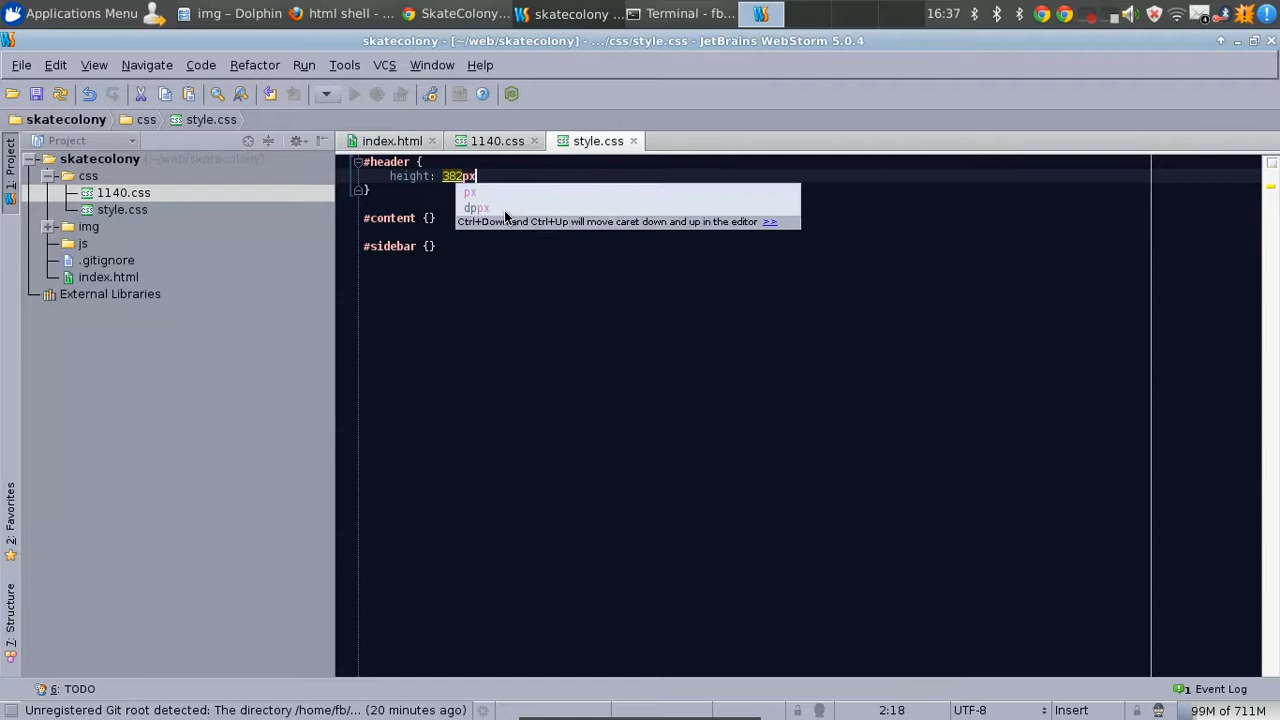 Applications Menu img - Dolphin html shell - ... SkateColony... skatecolony ... Terminal - fb... 16:37
skatecolony - [~/web/skatecolony] - .../css/style.css - JetBrains WebStorm 5.0.4
File Edit View Navigate Code Refactor Run Tools VCS Window Help
skatecolony css style.css
Project index.html 1140.css style.css
1: Project
skatecolony (~/web/skatecolony)
css
1140.css
style.css
img
js
.gitignore
index.html
External Libraries
#header {
height: 382px
}
#content {}
#sidebar {}
px
dppx
Ctrl+Down and Ctrl+Up will move caret down and up in the editor >>
2: Favorites
7: Structure
6: TODO
1 Event Log
Unregistered Git root detected: The directory /home/fb/... (20 minutes ago) 2:18 UTF-8 Insert 99M of 711M